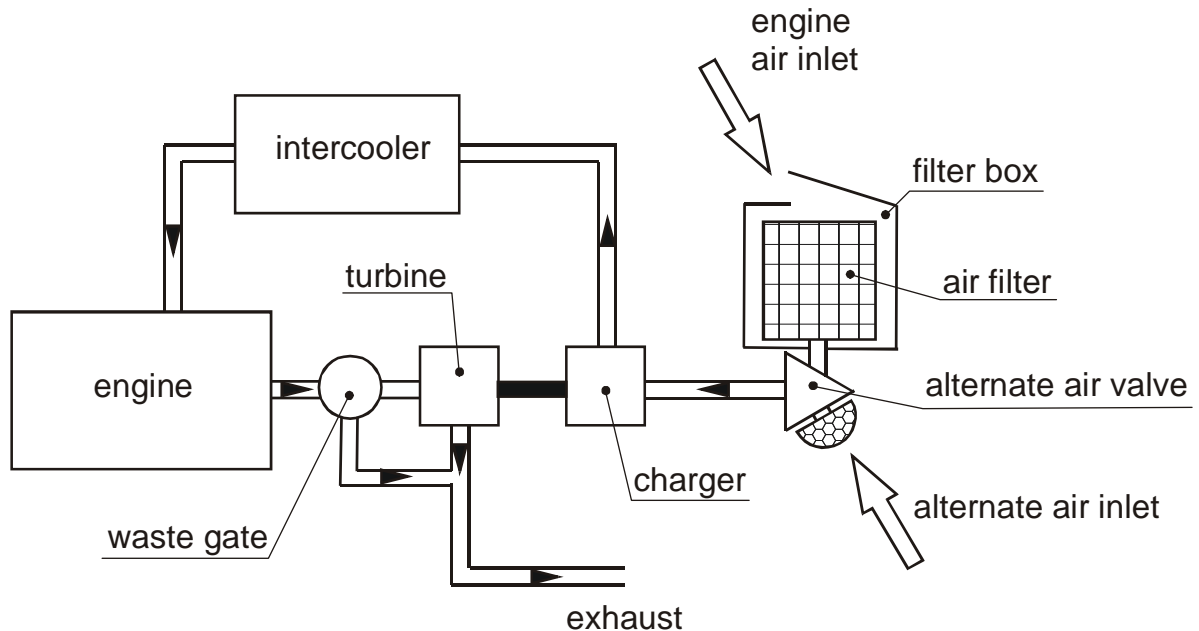 engine
air inlet
intercooler
filter box
turbine
air filter
engine
alternate air valve
charger
alternate air inlet
waste gate
exhaust